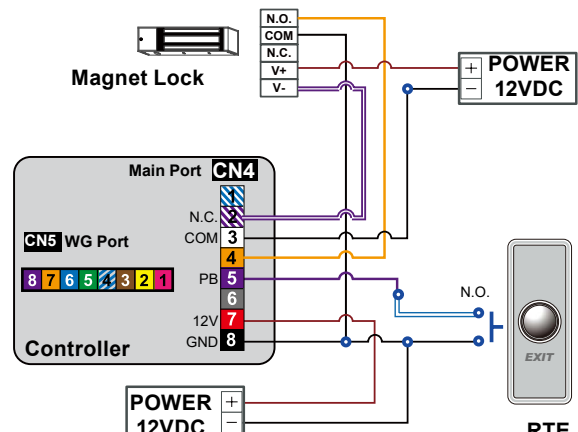 N.O.
COM
N.C.
V+
V-
Magnet Lock
+ POWER
- 12VDC
Main Port CN4
1
N.C. 2
COM 3
4
PB 5
6
12V 7
GND 8
CN5 WG Port
8 7 6 5 4 3 2 1
Controller
N.O.
EXIT
RTE
POWER +
12VDC -